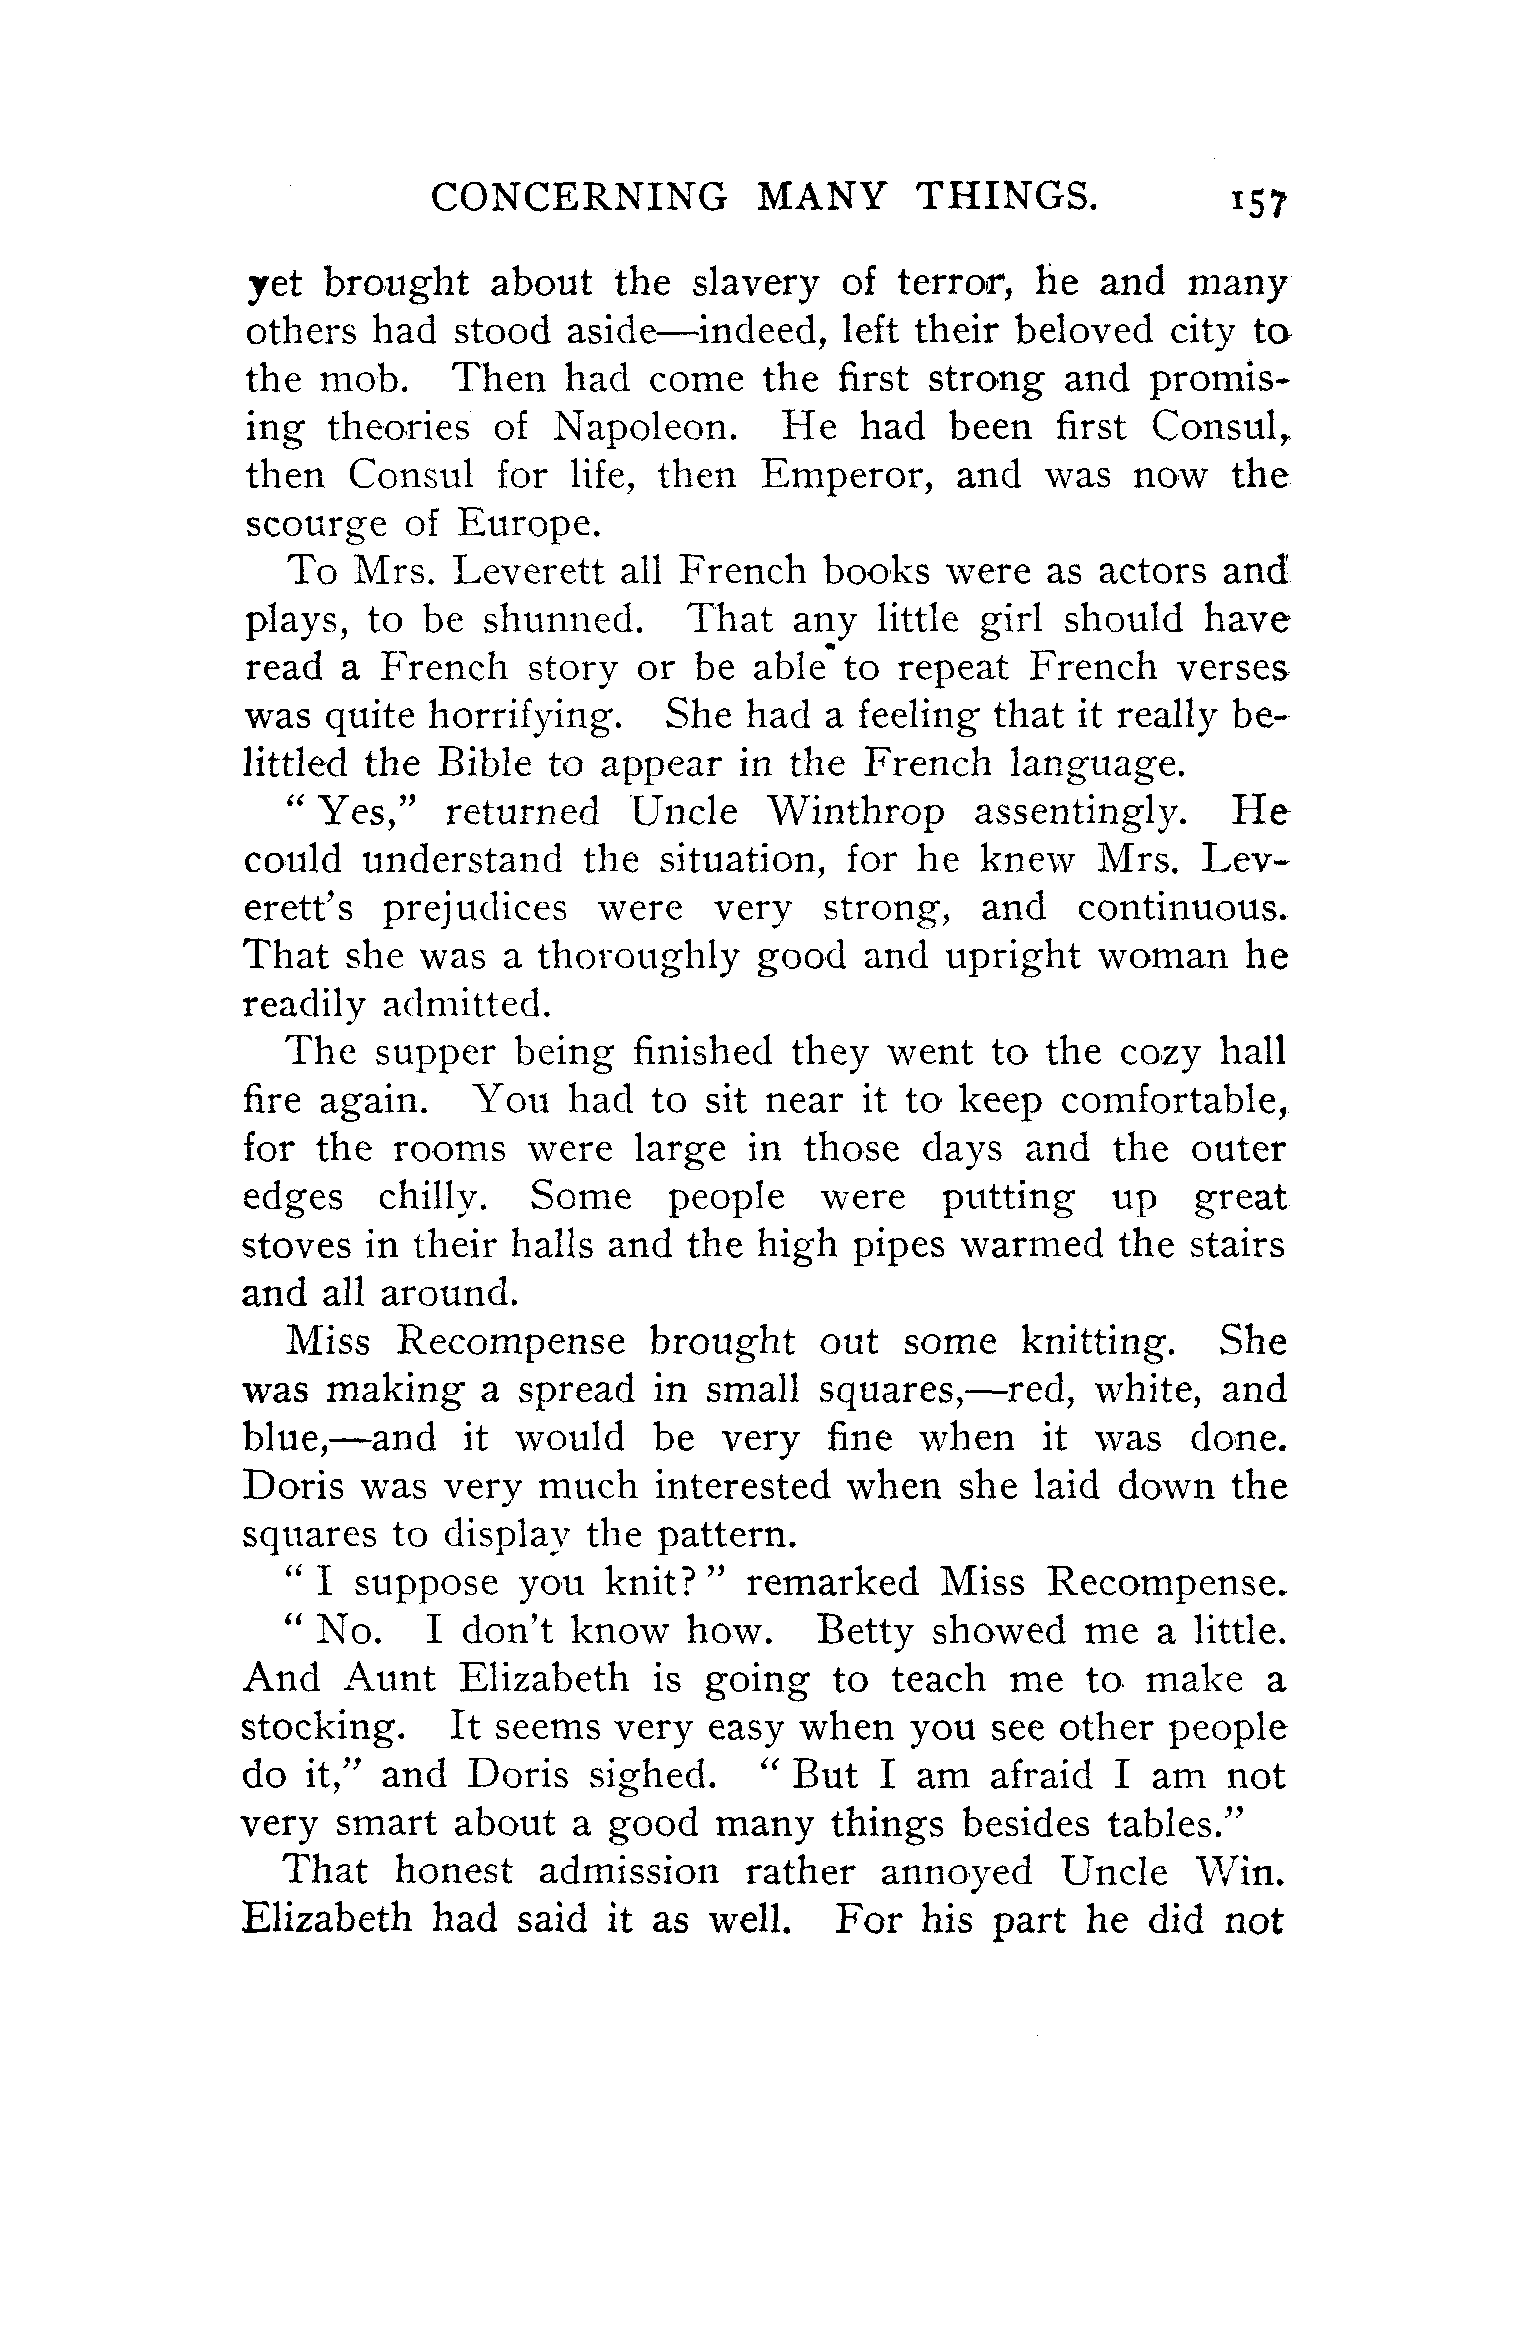 CONCERNING MANY THINGS. 157
yet brought about the slavery of terror, he and many
others had stood aside—indeed, left their beloved city to
the mob. Then had come the first strong and promis-
ing theories of Napoleon. He had been first Consul,
then Consul for life, then Emperor, and was now the
scourge of Europe.
To Mrs. Leverett all French books were as actors and
plays, to be shunned. That any little girl should have
read a French story or be able to repeat French verses
was quite horrifying. She had a feeling that it really be-
littled the Bible to appear in the French language.
“ Yes,” returned Uncle Winthrop assentingly. He
could understand the situation, for he knew Mrs. Lev-
erett’s prejudices were very strong, and continuous.
That she was a thoroughly good and upright woman he
readily admitted.
The supper being finished they went to the cozy hall
fire again. You had to sit near it to keep comfortable,
for the rooms were large in those days and the outer
edges chilly. Some people were putting up great
stoves in their halls and the high pipes warmed the stairs
and all around.
Miss Recompense brought out some knitting. She
was making a spread in small squares,—red, white, and
blue,—and it would be very fine when it was done.
Doris was very much interested when she laid down the
squares to display the pattern.
“ I suppose you knit? ” remarked Miss Recompense.
“ No. I don’t know how. Betty showed me a little.
And Aunt Elizabeth is going to teach me to make a
stocking. It seems very easy when you see other people
do it,” and Doris sighed. “ But I am afraid I am not
very smart about a good many things besides tables.”
That honest admission rather annoyed Uncle Win.
Elizabeth had said it as well. For his part he did not